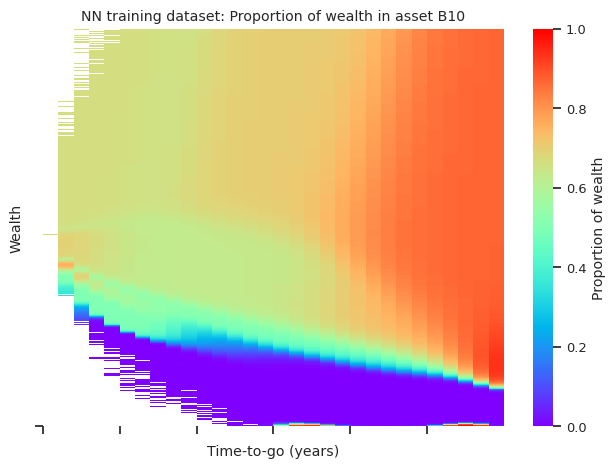 NN training dataset: Proportion of wealth in asset B10
Wealth
Time-to-go (years)
1.0
0.8
0.6
0.4
0.2
0.0
Proportion of wealth